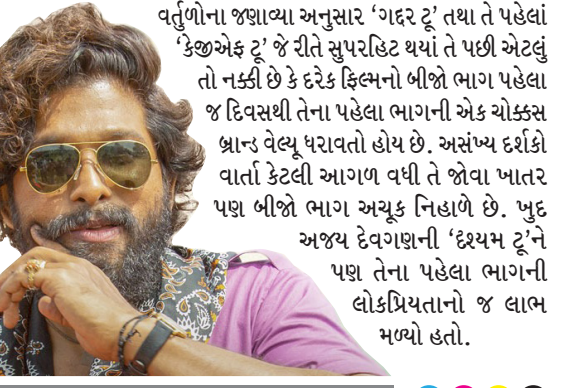 વર્તુળોના જણાવ્યા અનુસાર ‘ગદ્દર ટૂ’ તથા તે પહેલાં
‘કેજીએફ ટૂ’ જે રીતે સુપરહિટ થયાં તે પછી એટલું
તો નક્કી છે કે દરેક ફિલ્મનો બીજો ભાગ પહેલા
જ દિવસથી તેના પહેલા ભાગની એક ચોક્કસ
બ્રાન્ડ વેલ્યૂ ધરાવતો હોય છે. અસંખ્ય દર્શકો
વાર્તા કેટલી આગળ વધી તે જોવા ખાતર
પણ બીજો ભાગ અચૂક નિહાળે છે. ખુદ
અજય દેવગણની ‘દૃશ્યમ ટૂ’ને
પણ તેના પહેલા ભાગની
લોકપ્રિયતાનો જ લાભ
મળ્યો હતો.